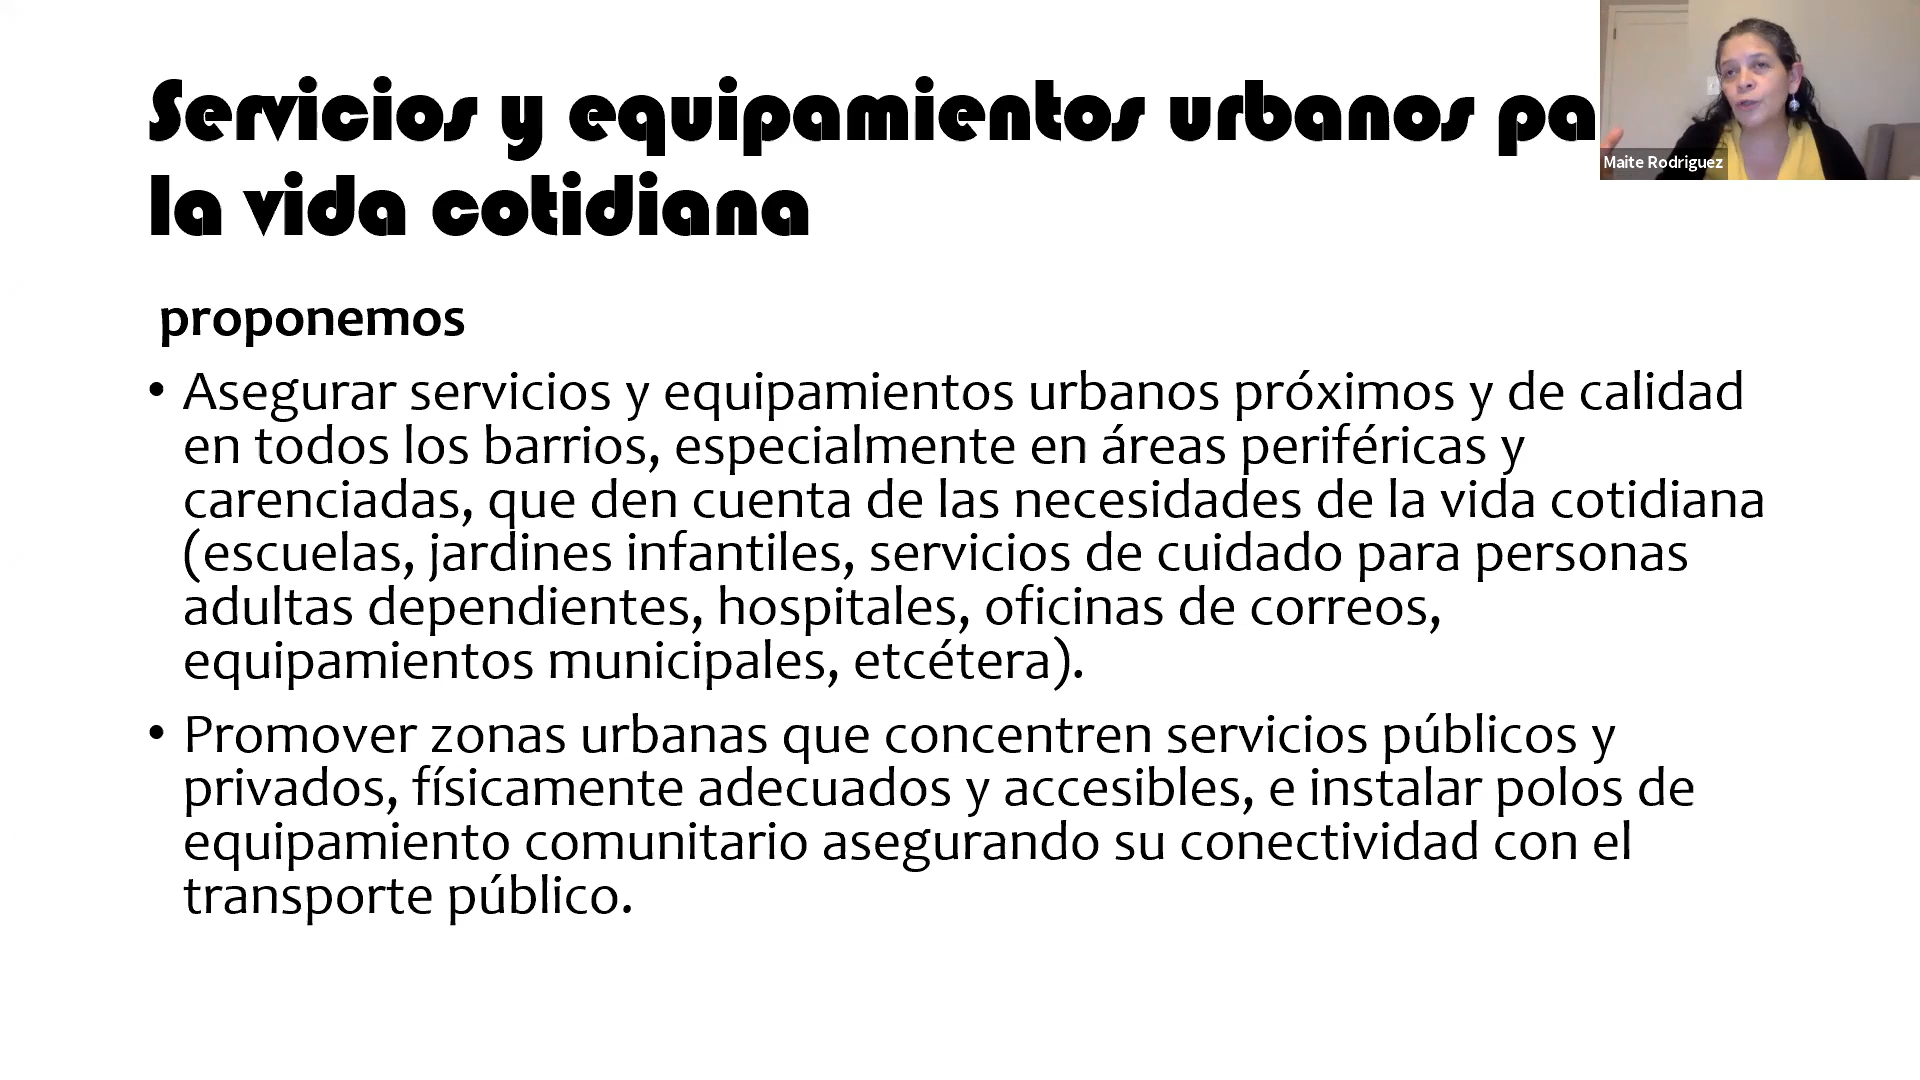 Servicios y equipamientos urbanos pa
la vida cotidiana
Maite Rodriguez
proponemos
• Asegurar servicios y equipamientos urbanos próximos y de calidad
en todos los barrios, especialmente en áreas periféricas y
carenciadas, que den cuenta de las necesidades de la vida cotidiana
(escuelas, jardines infantiles, servicios de cuidado para personas
adultas dependientes, hospitales, oficinas de correos,
equipamientos municipales, etcétera).
• Promover zonas urbanas que concentren servicios públicos y
privados, físicamente adecuados y accesibles, e instalar polos de
equipamiento comunitario asegurando su conectividad con el
transporte público.